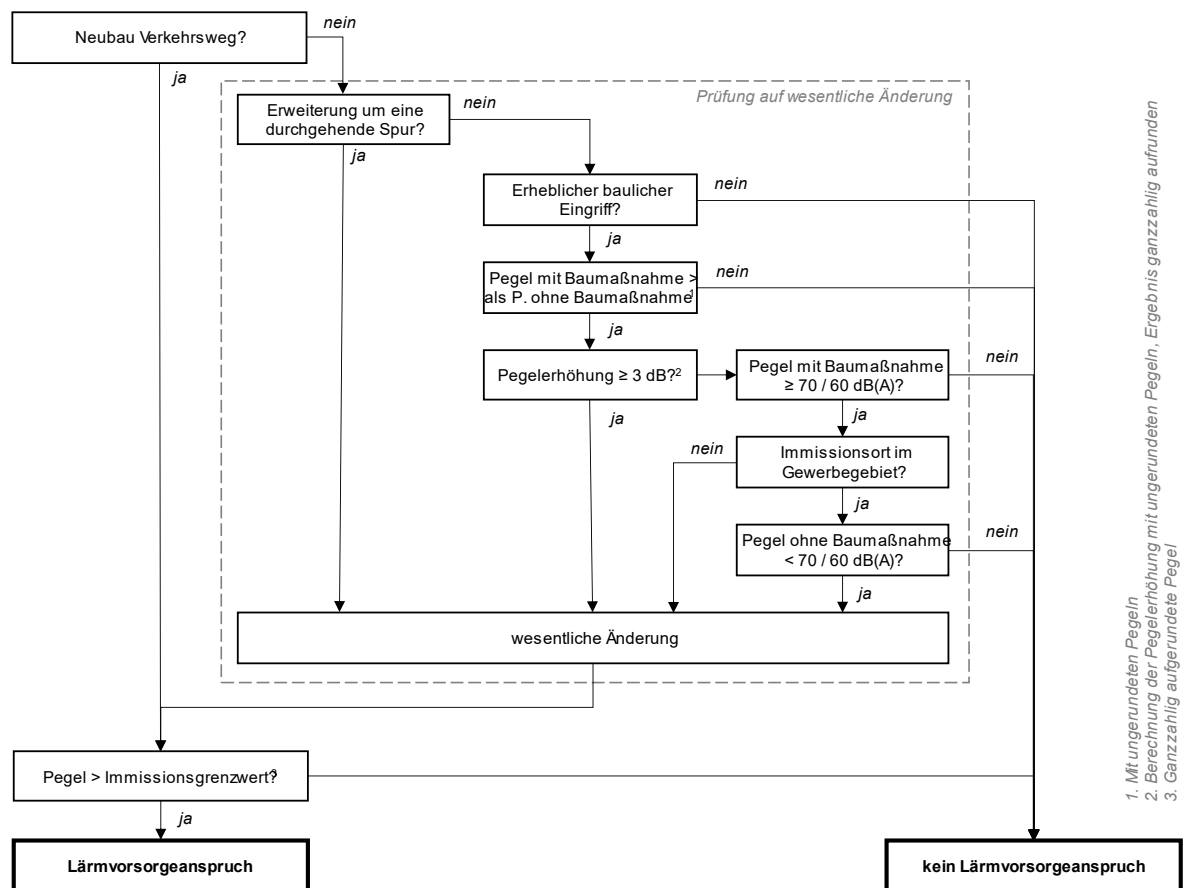 Neubau Verkehrsweg?
nein
ja
Prüfung auf wesentliche Änderung
Erweiterung um eine
durchgehende Spur?
nein
ja
Erheblicher baulicher
Eingriff?
nein
ja
Pegel mit Baumaßnahme >
als P. ohne Baumaßnahme¹
nein
ja
Pegelerhöhung ≥ 3 dB?²
ja
Pegel mit Baumaßnahme
≥ 70 / 60 dB(A)?
nein
ja
Immissionsort im
Gewerbegebiet?
nein
ja
Pegel ohne Baumaßnahme
< 70 / 60 dB(A)?
nein
ja
wesentliche Änderung
Pegel > Immissionsgrenzwert?³
ja
Lärmvorsorgeanspruch
kein Lärmvorsorgeanspruch
1. Mit ungerundeten Pegeln
2. Berechnung der Pegelerhöhung mit ungerundeten Pegeln, Ergebnis ganzzahlig aufrunden
3. Ganzzahlig aufgerundete Pegel